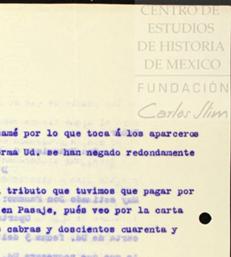 CENTRO DE
ESTUDIOS
DE HISTORIA
DE MEXICO
FUNDACIÓN
Carlos Slim
amé por lo que toca á los aparceros
rma Ud. se han negado redondamente
tributo que tuvimos que pagar por
en Pasaje, pués veo por la carta
cabras y doscientos cuarenta y